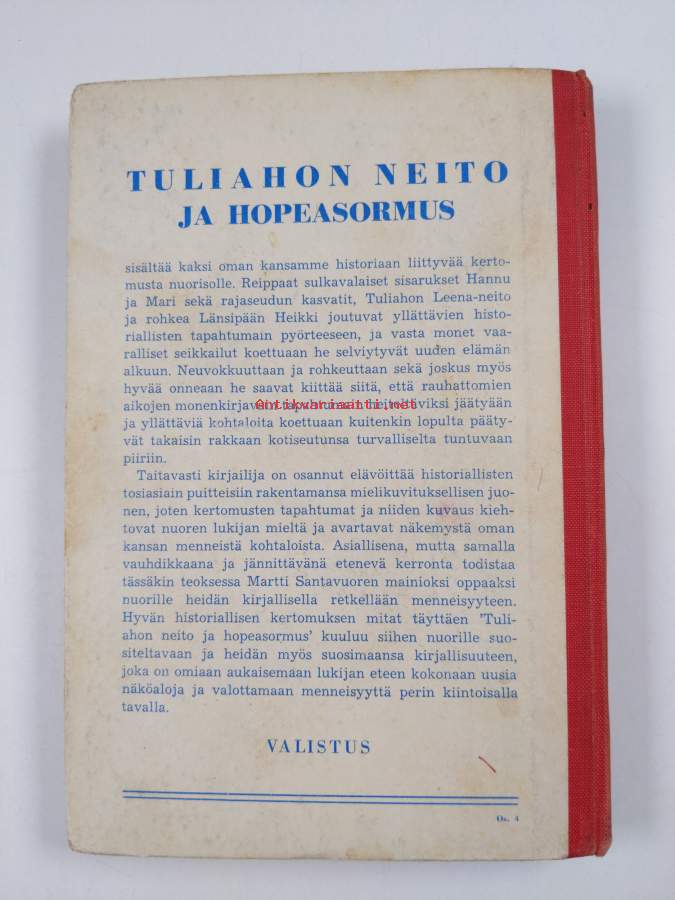 TULIAHON NEITO
JA HOPEASORMUS
sisältää kaksi oman kansamme historiaan liittyvää kerto-
musta nuorisolle. Reippaat sulkavalaiset sisarukset Hannu
ja Mari sekä rajaseudun kasvatit, Tuliahon Leena-neito
ja rohkea Länsipään Heikki joutuvat yllättävien histo-
riallisten tapahtumain pyörteeseen, ja vasta monet vaa-
ralliset seikkailut koettuaan he selviytyvät uuden elämän
alkuun. Neuvokkuuttaan ja rohkeuttaan sekä joskus myös
hyvää onneaan he saavat kiittää siitä, että rauhattomien
aikojen monenkirjavain tapahtumain heiteltäviksi jäätyään
Antikvariaatti.net
ja yllättäviä kohtaloita koettuaan kuitenkin lopulta pääty-
vät takaisin rakkaan kotiseutunsa turvalliselta tuntuvaan
piiriin.
Taitavasti kirjailija on osannut elävöittää historiallisten
tosiasiain puitteisiin rakentamansa mielikuvituksellisen juo-
nen, joten kertomusten tapahtumat ja niiden kuvaus kieh-
tovat nuoren lukijan mieltä ja avartavat näkemystä oman
kansan menneistä kohtaloista. Asiallisena, mutta samalla
vauhdikkaana ja jännittävänä etenevä kerronta todistaa
tässäkin teoksessa Martti Santavuoren mainioksi oppaaksi
nuorille heidän kirjallisella retkellään menneisyyteen.
Hyvän historiallisen kertomuksen mitat täyttäen 'Tuli-
ahon neito ja hopeasormus' kuuluu siihen nuorille suo-
siteltavaan ja heidän myös suosimaansa kirjallisuuteen,
joka on omiaan aukaisemaan lukijan eteen kokonaan uusia
näköaloja ja valottamaan menneisyyttä perin kiintoisalla
tavalla.
VALISTUS
Os. 4